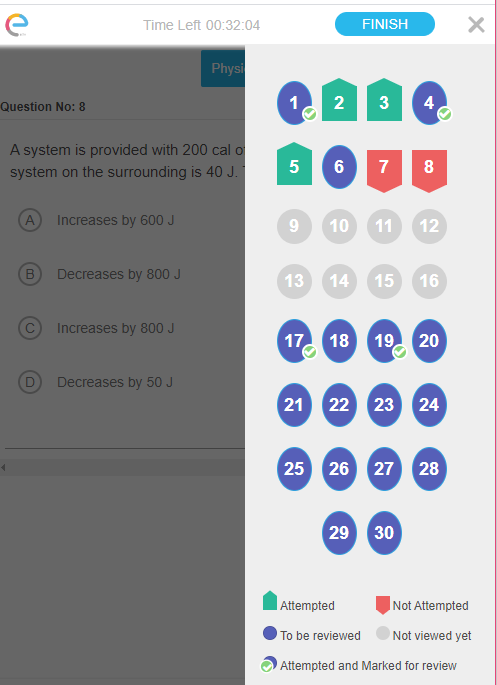 Time Left 00:32:04
FINISH
Physi
Question No: 8
A system is provided with 200 cal of
system on the surrounding is 40 J.
A Increases by 600 J
B Decreases by 800 J
C Increases by 800 J
D Decreases by 50 J
1 2 3 4
5 6 7 8
9 10 11 12
13 14 15 16
17 18 19 20
21 22 23 24
25 26 27 28
29 30
Attempted Not Attempted
To be reviewed Not viewed yet
Attempted and Marked for review